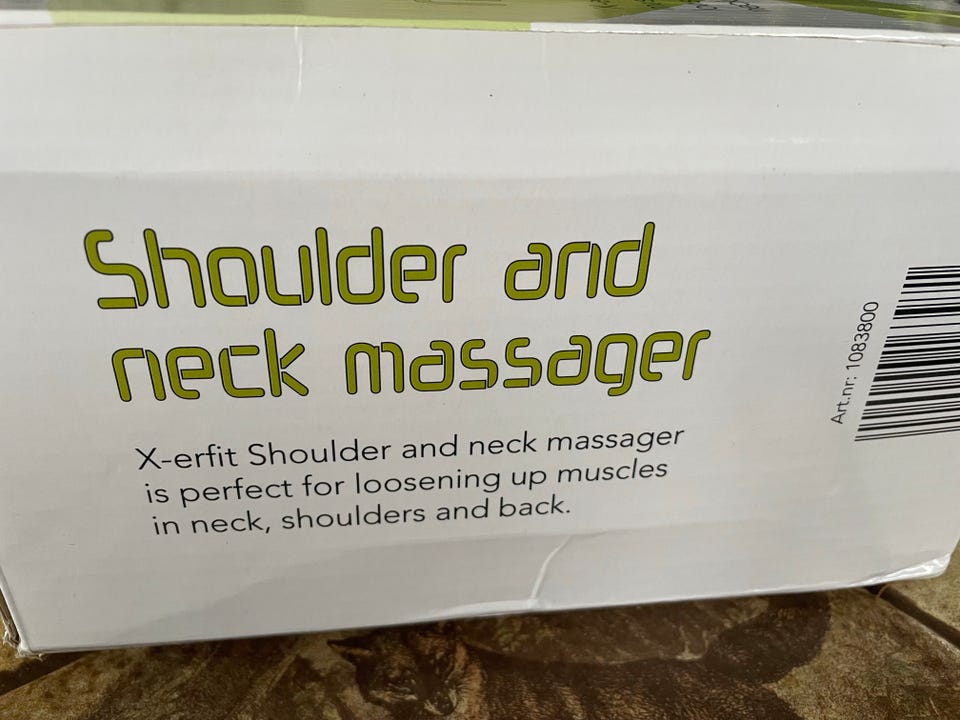 Shoulder and
neck massager
X-erfit Shoulder and neck massager
is perfect for loosening up muscles
in neck, shoulders and back.
Art.nr: 1083800